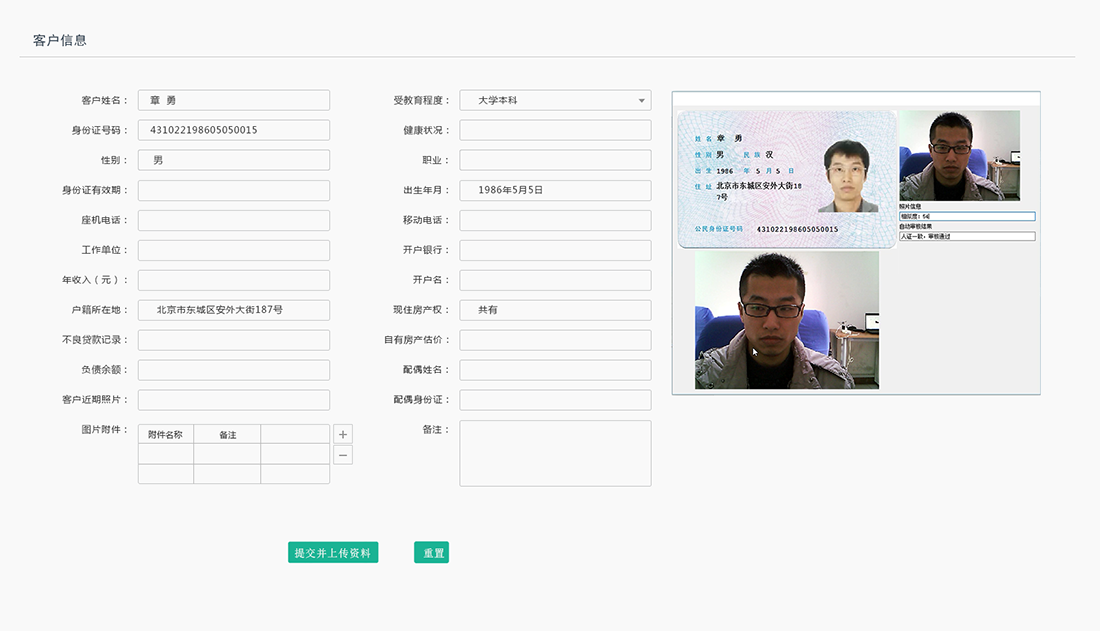 客户信息
客户姓名： 章 勇
身份证号码： 431022198605050015
性别： 男
身份证有效期：
座机电话：
工作单位：
年收入（元）：
户籍所在地： 北京市东城区安外大街187号
不良贷款记录：
负债余额：
客户近期照片：
图片附件：
附件名称 备注
+
−
受教育程度： 大学本科
健康状况：
职业：
出生年月： 1986年5月5日
移动电话：
开户银行：
开户名：
现住房产权： 共有
自有房产估价：
配偶姓名：
配偶身份证：
备注：
提交并上传资料 重置
姓名 章 勇
性别 男 民族 汉
出生 1986 年 5 月 5 日
住址 北京市东城区安外大街18
7号
公民身份证号码 431022198605050015
照片信息
相似度：56
自动审核结果
人证一致，审核通过